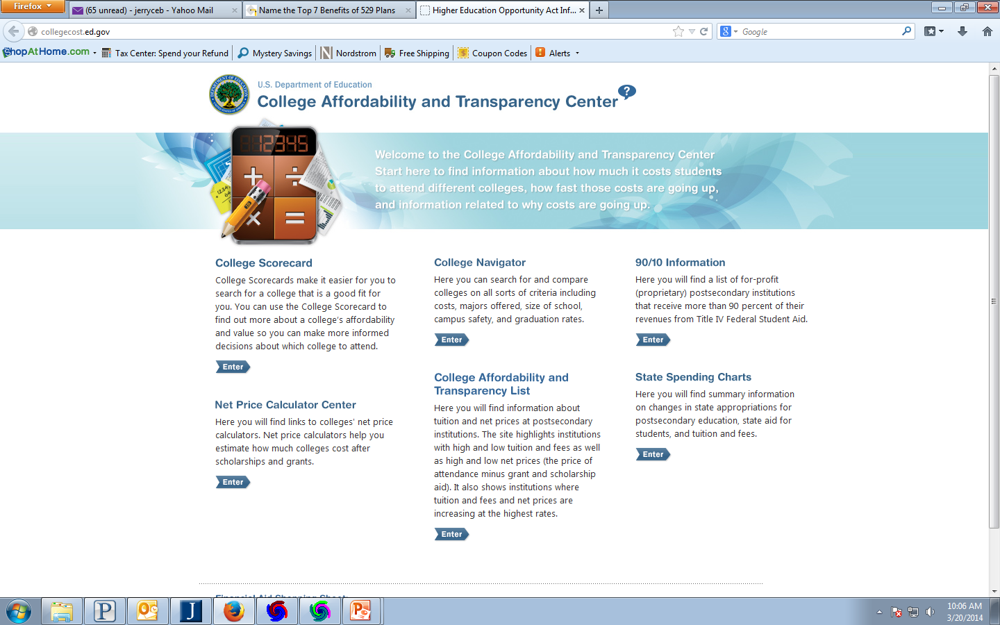 Firefox
(65 unread) - jerryceb - Yahoo Mail
Name the Top 7 Benefits of 529 Plans
Higher Education Opportunity Act Inf...
collegecost.ed.gov
Google
ShopAtHome.com
Tax Center: Spend your Refund
Mystery Savings
Nordstrom
Free Shipping
Coupon Codes
Alerts
U.S. Department of Education
College Affordability and Transparency Center
?
12345
Welcome to the College Affordability and Transparency Center
Start here to find information about how much it costs students
to attend different colleges, how fast those costs are going up,
and information related to why costs are going up.
College Scorecard
College Scorecards make it easier for you to
search for a college that is a good fit for
you. You can use the College Scorecard to
find out more about a college's affordability
and value so you can make more informed
decisions about which college to attend.
Enter
Net Price Calculator Center
Here you will find links to colleges' net price
calculators. Net price calculators help you
estimate how much colleges cost after
scholarships and grants.
Enter
College Navigator
Here you can search for and compare
colleges on all sorts of criteria including
costs, majors offered, size of school,
campus safety, and graduation rates.
Enter
College Affordability and
Transparency List
Here you will find information about
tuition and net prices at postsecondary
institutions. The site highlights institutions
with high and low tuition and fees as well
as high and low net prices (the price of
attendance minus grant and scholarship
aid). It also shows institutions where
tuition and fees and net prices are
increasing at the highest rates.
Enter
90/10 Information
Here you will find a list of for-profit
(proprietary) postsecondary institutions
that receive more than 90 percent of their
revenues from Title IV Federal Student Aid.
Enter
State Spending Charts
Here you will find summary information
on changes in state appropriations for
postsecondary education, state aid for
students, and tuition and fees.
Enter
Financial Aid Shopping Sheet
10:06 AM
3/20/2014